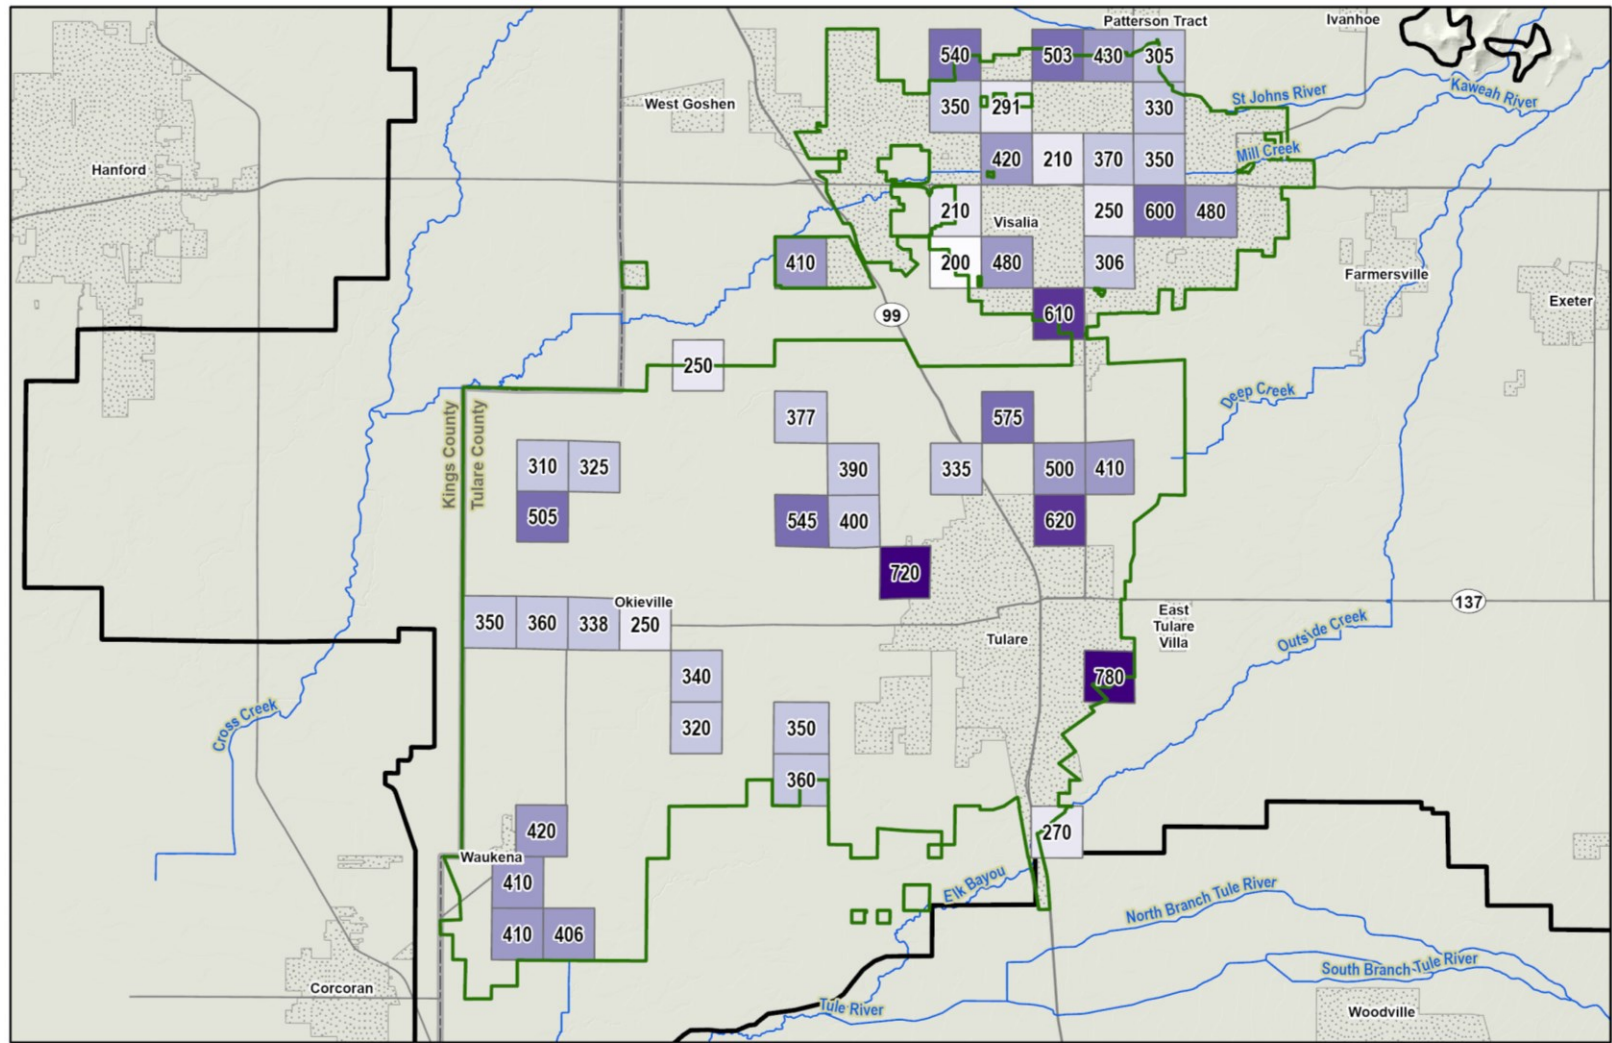 Patterson Tract
Ivanhoe
540
503
430
305
St Johns River
Kaweah River
West Goshen
350
291
330
Hanford
420
210
370
350
Mill Creek
210
Visalia
250
600
480
410
200
480
306
Farmersville
Exeter
99
610
250
377
575
Deep Creek
Kings County
Tulare County
310
325
390
335
500
410
505
545
400
620
720
Okieville
350
360
338
250
137
Tulare
East
Tulare
Villa
Outside Creek
340
780
Cross Creek
320
350
360
420
270
Waukena
410
Elk Bayou
North Branch Tule River
410
406
South Branch Tule River
Corcoran
Tule River
Woodville